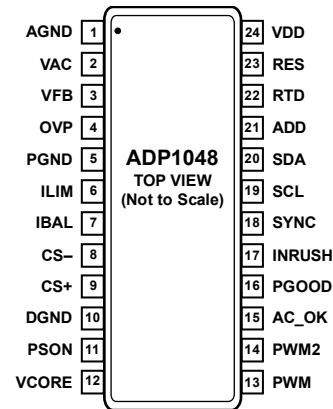 AGND 1 24 VDD
VAC 2 23 RES
VFB 3 22 RTD
OVP 4 21 ADD
PGND 5 ADP1048 20 SDA
TOP VIEW
ILIM 6 (Not to Scale) 19 SCL
IBAL 7 18 SYNC
CS– 8 17 INRUSH
CS+ 9 16 PGOOD
DGND 10 15 AC_OK
PSON 11 14 PWM2
VCORE 12 13 PWM